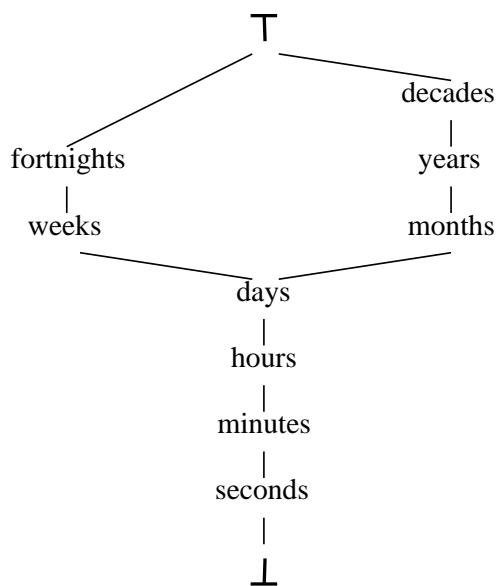 ⊤
decades
fortnights years
weeks months
days
hours
minutes
seconds
⊥